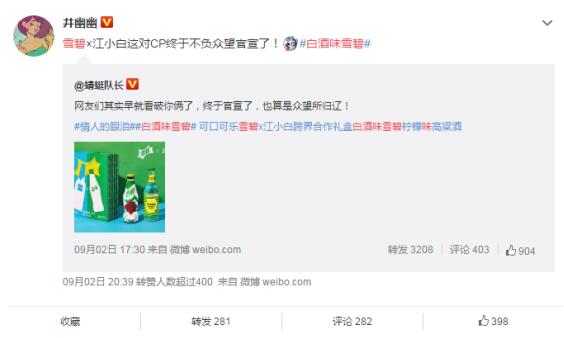 井幽幽
雪碧×江小白这对CP终于不负众望官宣了！#白酒味雪碧#
@蜻蜓队长
网友们其实早就看破你俩了，终于官宣了，也算是众望所归辽！
#情人的眼泪##白酒味雪碧# 可口可乐雪碧x江小白跨界合作礼盒白酒味雪碧柠檬味高粱酒
09月02日 17:30 来自 微博 weibo.com 转发 3208 评论 403 904
09月02日 20:39 转赞人数超过400 来自 微博 weibo.com
收藏 转发 281 评论 282 398